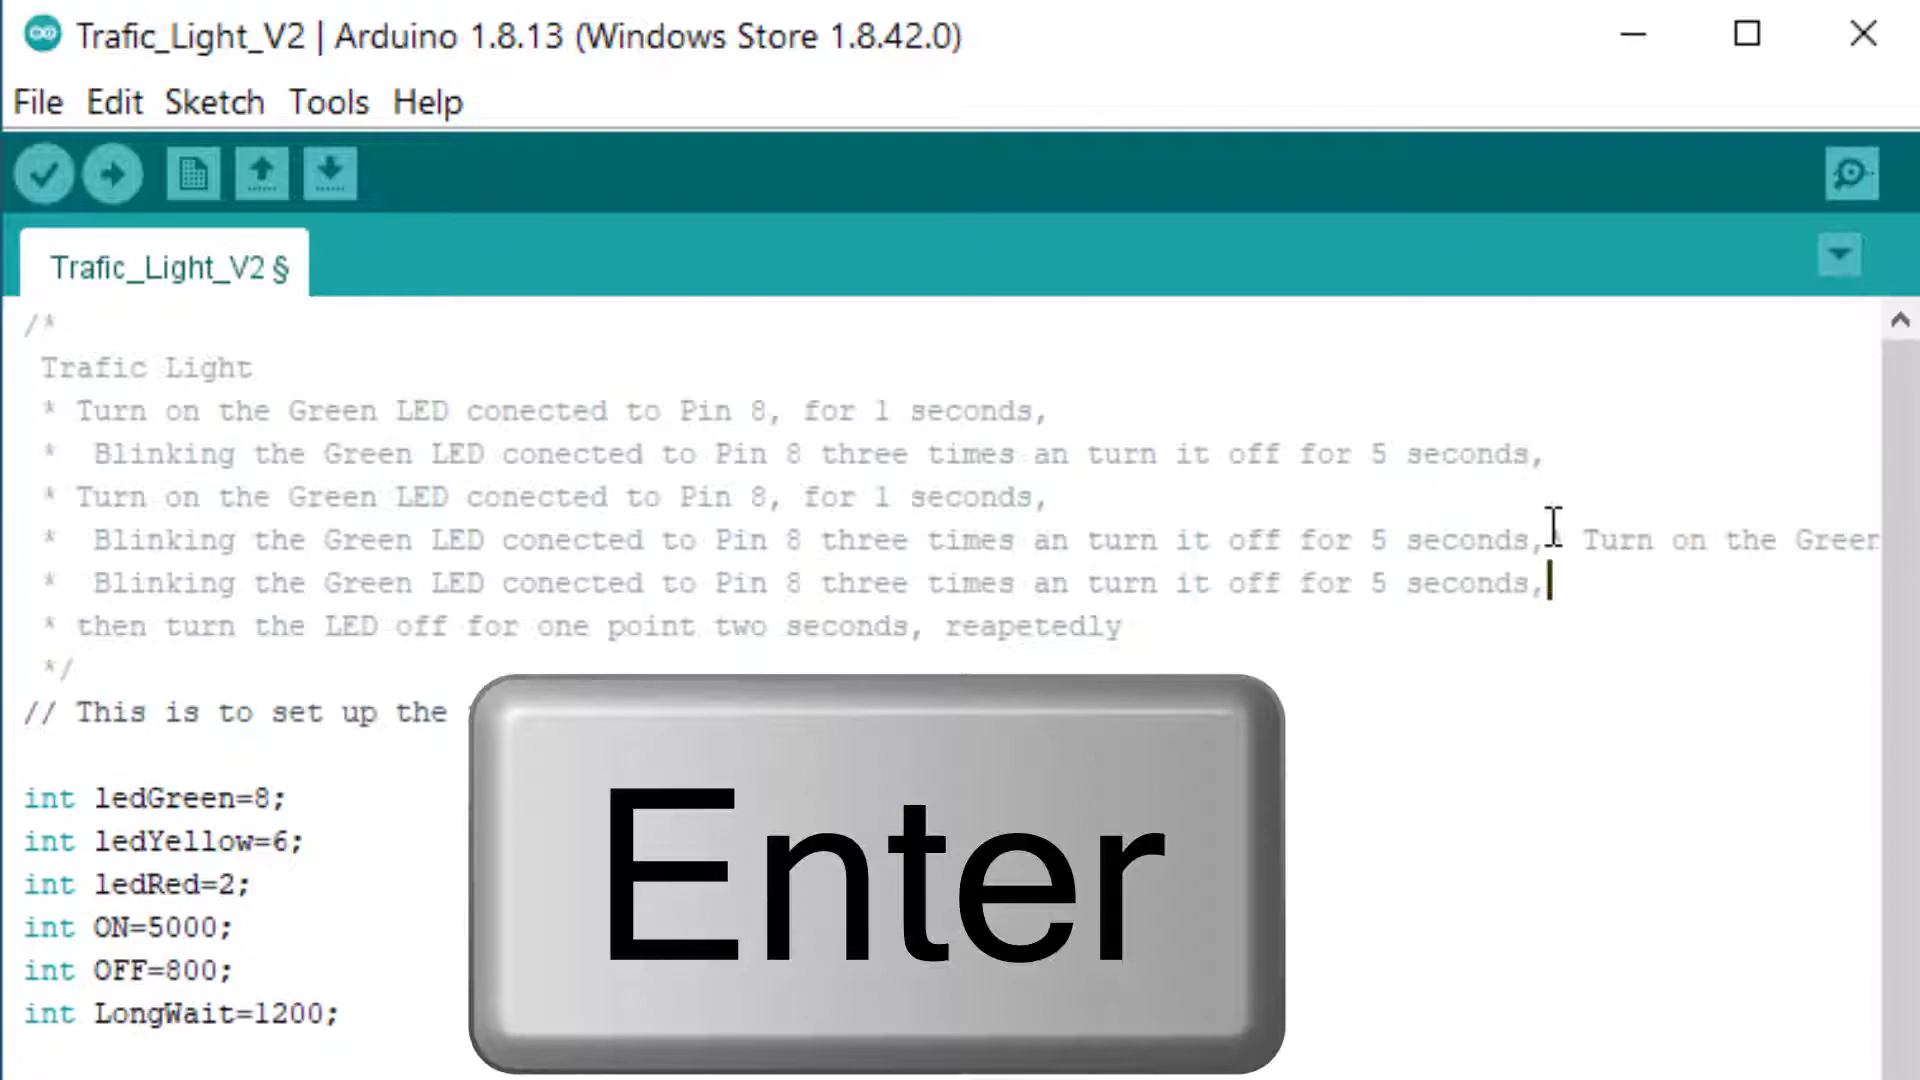 Trafic_Light_V2 | Arduino 1.8.13 (Windows Store 1.8.42.0)
File Edit Sketch Tools Help
Trafic_Light_V2 §
/*
Trafic Light
* Turn on the Green LED conected to Pin 8, for 1 seconds,
*  Blinking the Green LED conected to Pin 8 three times an turn it off for 5 seconds,
* Turn on the Green LED conected to Pin 8, for 1 seconds,
*  Blinking the Green LED conected to Pin 8 three times an turn it off for 5 seconds,* Turn on the Green
*  Blinking the Green LED conected to Pin 8 three times an turn it off for 5 seconds,
* then turn the LED off for one point two seconds, reapetedly
*/
// This is to set up the
int ledGreen=8;
int ledYellow=6;
int ledRed=2;
int ON=5000;
int OFF=800;
int LongWait=1200;
Enter